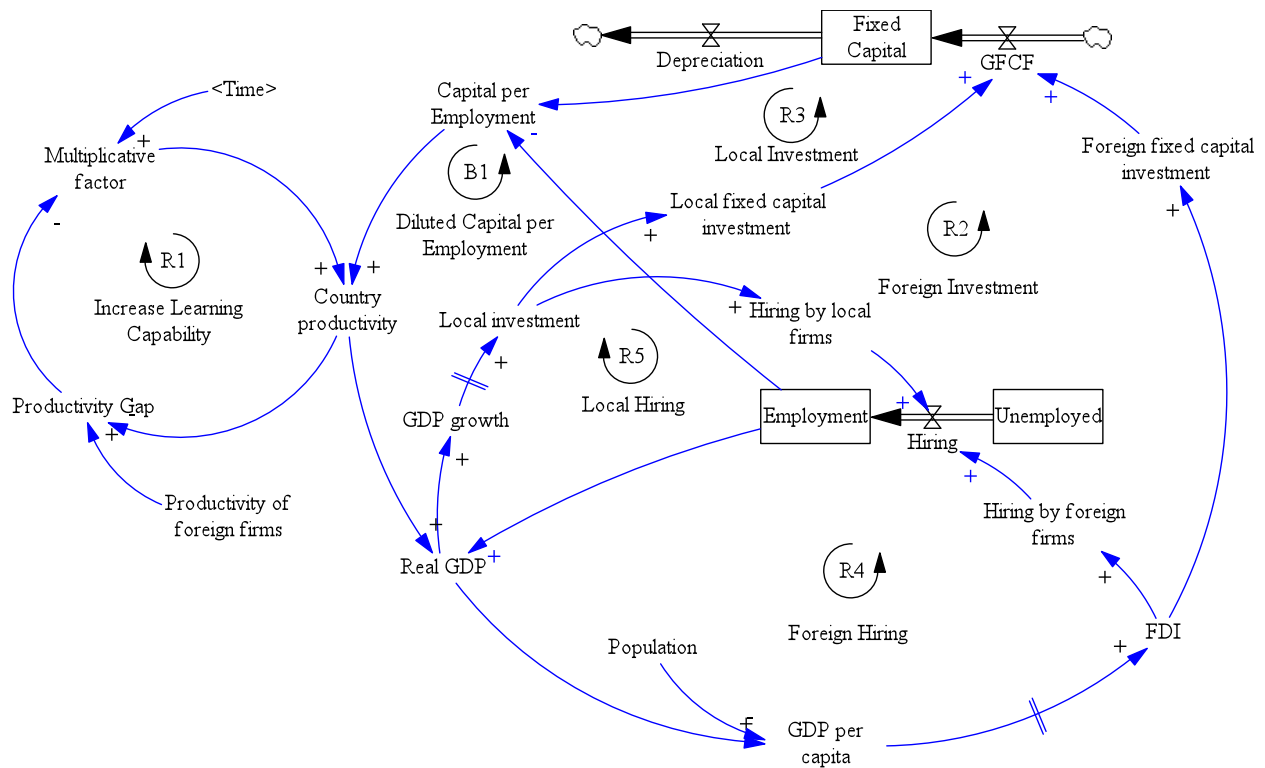 Fixed
Capital
Depreciation
GFCF
<Time>
Capital per
Employment
+
+
R3
Local Investment
-
+
Multiplicative
factor
Foreign fixed capital
investment
B1
-
Local fixed capital
investment
+
Diluted Capital per
Employment
+
R2
R1
Foreign Investment
+
+
Increase Learning
Capability
Country
productivity
Local investment
+
Hiring by local
firms
R5
+
Local Hiring
+
Productivity Gap
-
+
GDP growth
Employment
Unemployed
Hiring
+
+
Productivity of
foreign firms
Hiring by foreign
firms
+
Real GDP
+
R4
+
Foreign Hiring
FDI
+
Population
+
-
GDP per
capita